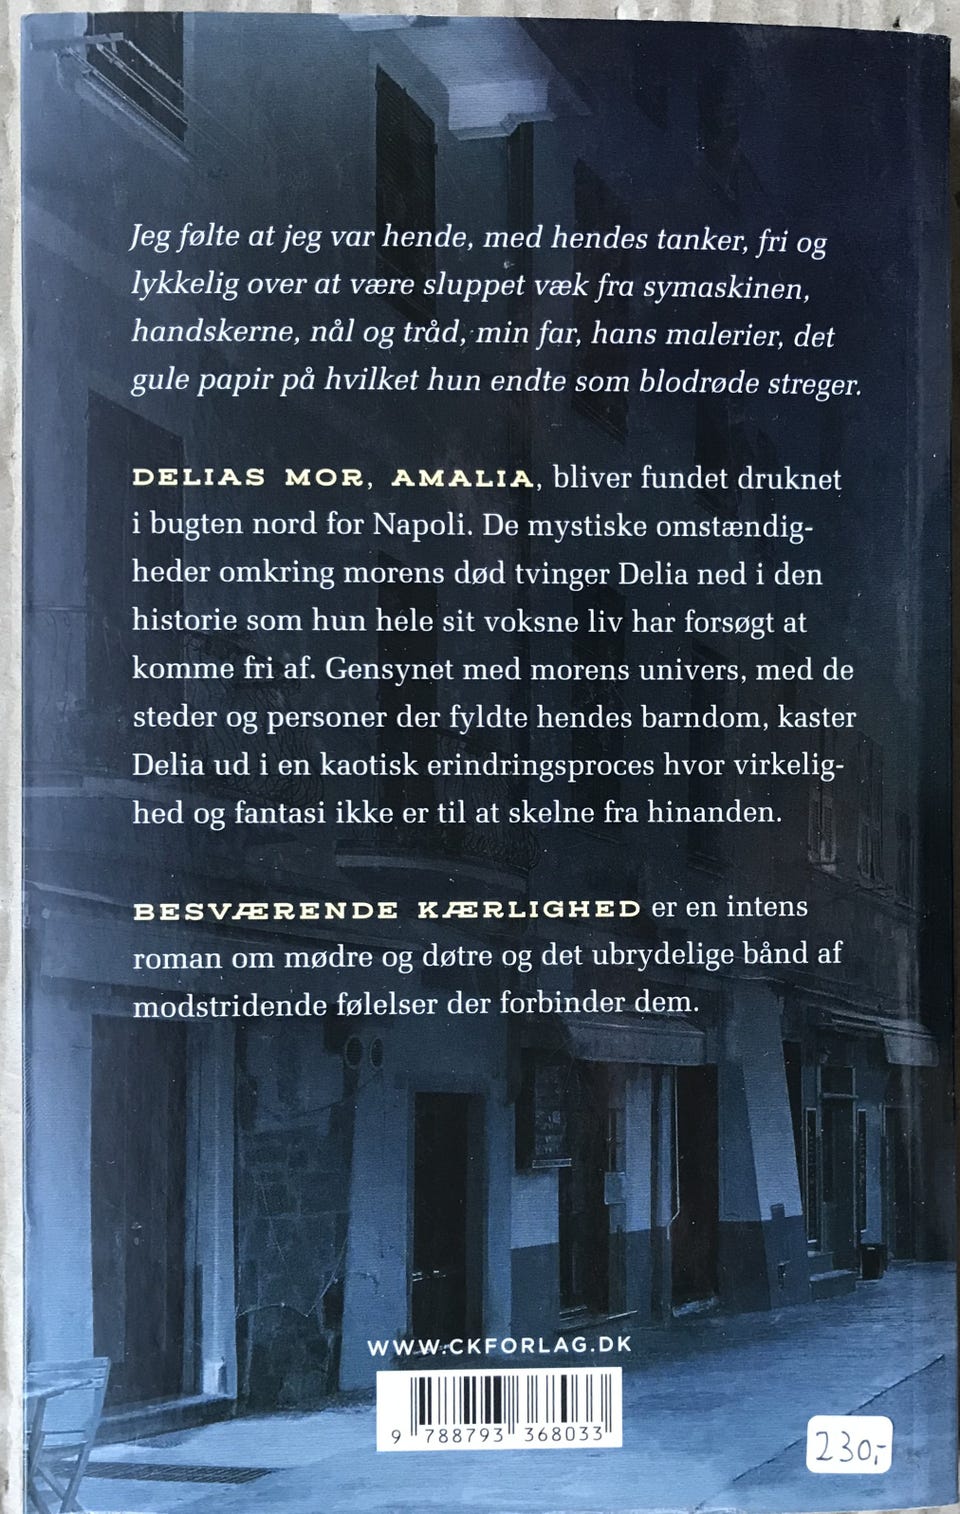 Jeg følte at jeg var hende, med hendes tanker, fri og
lykkelig over at være sluppet væk fra symaskinen,
handskerne, nål og tråd, min far, hans malerier, det
gule papir på hvilket hun endte som blodrøde streger.
DELIAS MOR, AMALIA, bliver fundet druknet
i bugten nord for Napoli. De mystiske omstændig-
heder omkring morens død tvinger Delia ned i den
historie som hun hele sit voksne liv har forsøgt at
komme fri af. Gensynet med morens univers, med de
steder og personer der fyldte hendes barndom, kaster
Delia ud i en kaotisk erindringsproces hvor virkelig-
hed og fantasi ikke er til at skelne fra hinanden.
BESVÆRENDE KÆRLIGHED er en intens
roman om mødre og døtre og det ubrydelige bånd af
modstridende følelser der forbinder dem.
WWW.CKFORLAG.DK
9 788793 368033
230,-